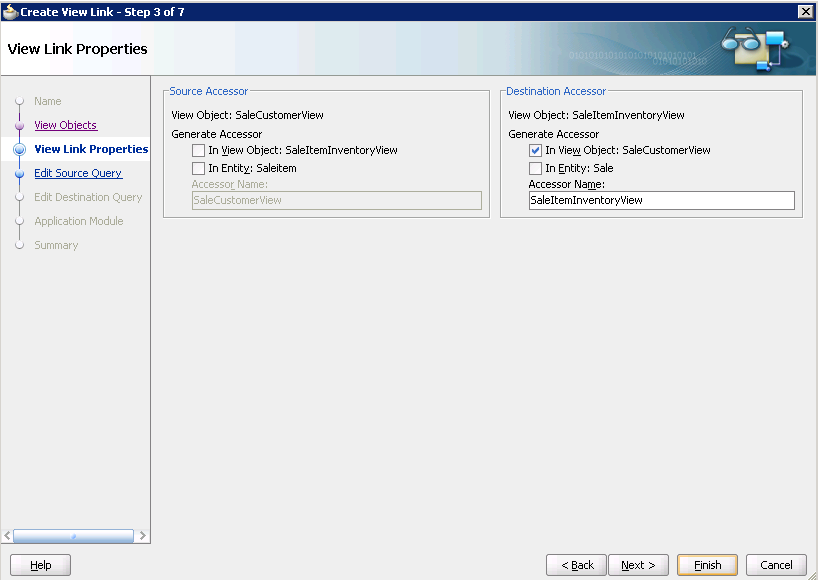 Create View Link - Step 3 of 7
View Link Properties
Name
View Objects
View Link Properties
Edit Source Query
Edit Destination Query
Application Module
Summary
Source Accessor
View Object: SaleCustomerView
Generate Accessor
In View Object: SaleItemInventoryView
In Entity: Saleitem
Accessor Name:
SaleCustomerView
Destination Accessor
View Object: SaleItemInventoryView
Generate Accessor
In View Object: SaleCustomerView
In Entity: Sale
Accessor Name:
SaleItemInventoryView
Help
< Back
Next >
Finish
Cancel